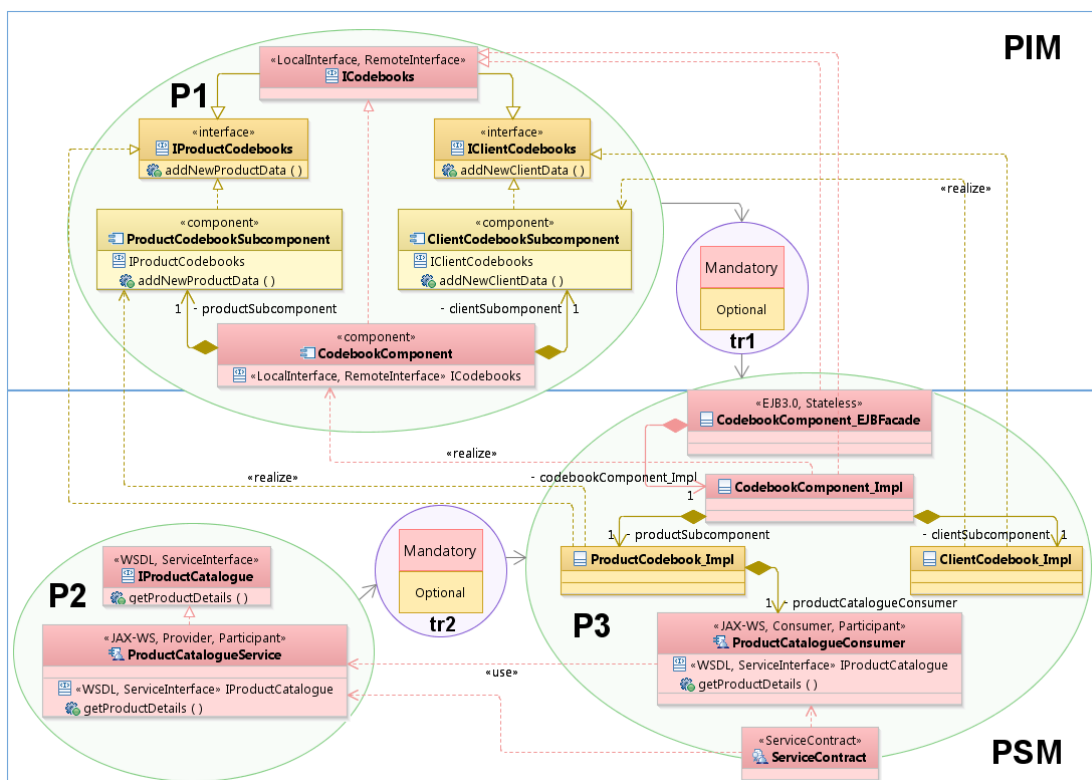 PIM
«LocalInterface, RemoteInterface»
ICodebooks
P1
«interface»
IProductCodebooks
addNewProductData ( )
«interface»
IClientCodebooks
addNewClientData ( )
«realize»
«component»
ProductCodebookSubcomponent
IProductCodebooks
addNewProductData ( )
«component»
ClientCodebookSubcomponent
IClientCodebooks
addNewClientData ( )
1
- productSubcomponent
- clientSubomponent
1
Mandatory
Optional
tr1
«component»
CodebookComponent
«LocalInterface, RemoteInterface» ICodebooks
«EJB3.0, Stateless»
CodebookComponent_EJBFacade
«realize»
«realize»
- codebookComponent_Impl
1
CodebookComponent_Impl
1
- productSubcomponent
- clientSubcomponent
1
ProductCodebook_Impl
ClientCodebook_Impl
Mandatory
Optional
tr2
P2
«WSDL, ServiceInterface»
IProductCatalogue
getProductDetails ( )
1
- productCatalogueConsumer
P3
«JAX-WS, Provider, Participant»
ProductCatalogueService
«WSDL, ServiceInterface» IProductCatalogue
getProductDetails ( )
«use»
«JAX-WS, Consumer, Participant»
ProductCatalogueConsumer
«WSDL, ServiceInterface» IProductCatalogue
getProductDetails ( )
«ServiceContract»
ServiceContract
PSM